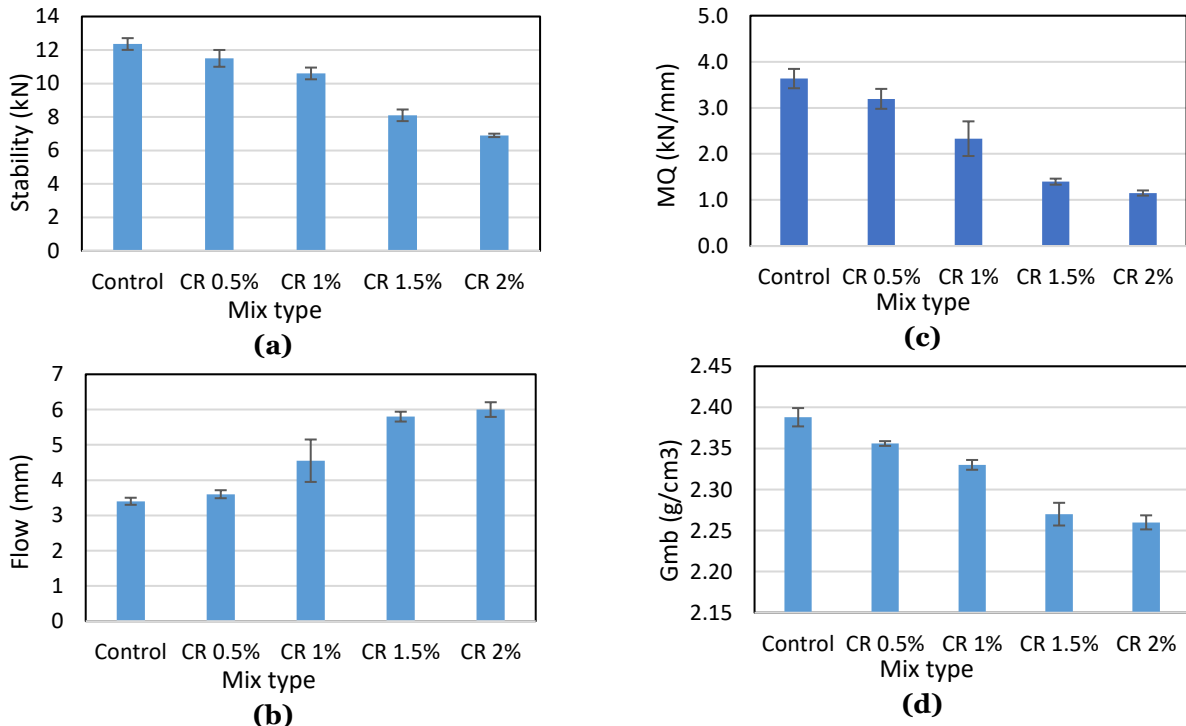 Stability (kN)
14
12
10
8
6
4
2
0
Control CR 0.5% CR 1% CR 1.5% CR 2%
Mix type
(a)
Flow (mm)
7
6
5
4
3
2
1
0
Control CR 0.5% CR 1% CR 1.5% CR 2%
Mix type
(b)
MQ (kN/mm)
5.0
4.0
3.0
2.0
1.0
0.0
Control CR 0.5% CR 1% CR 1.5% CR 2%
Mix type
(c)
Gmb (g/cm3)
2.45
2.40
2.35
2.30
2.25
2.20
2.15
Control CR 0.5% CR 1% CR 1.5% CR 2%
Mix type
(d)